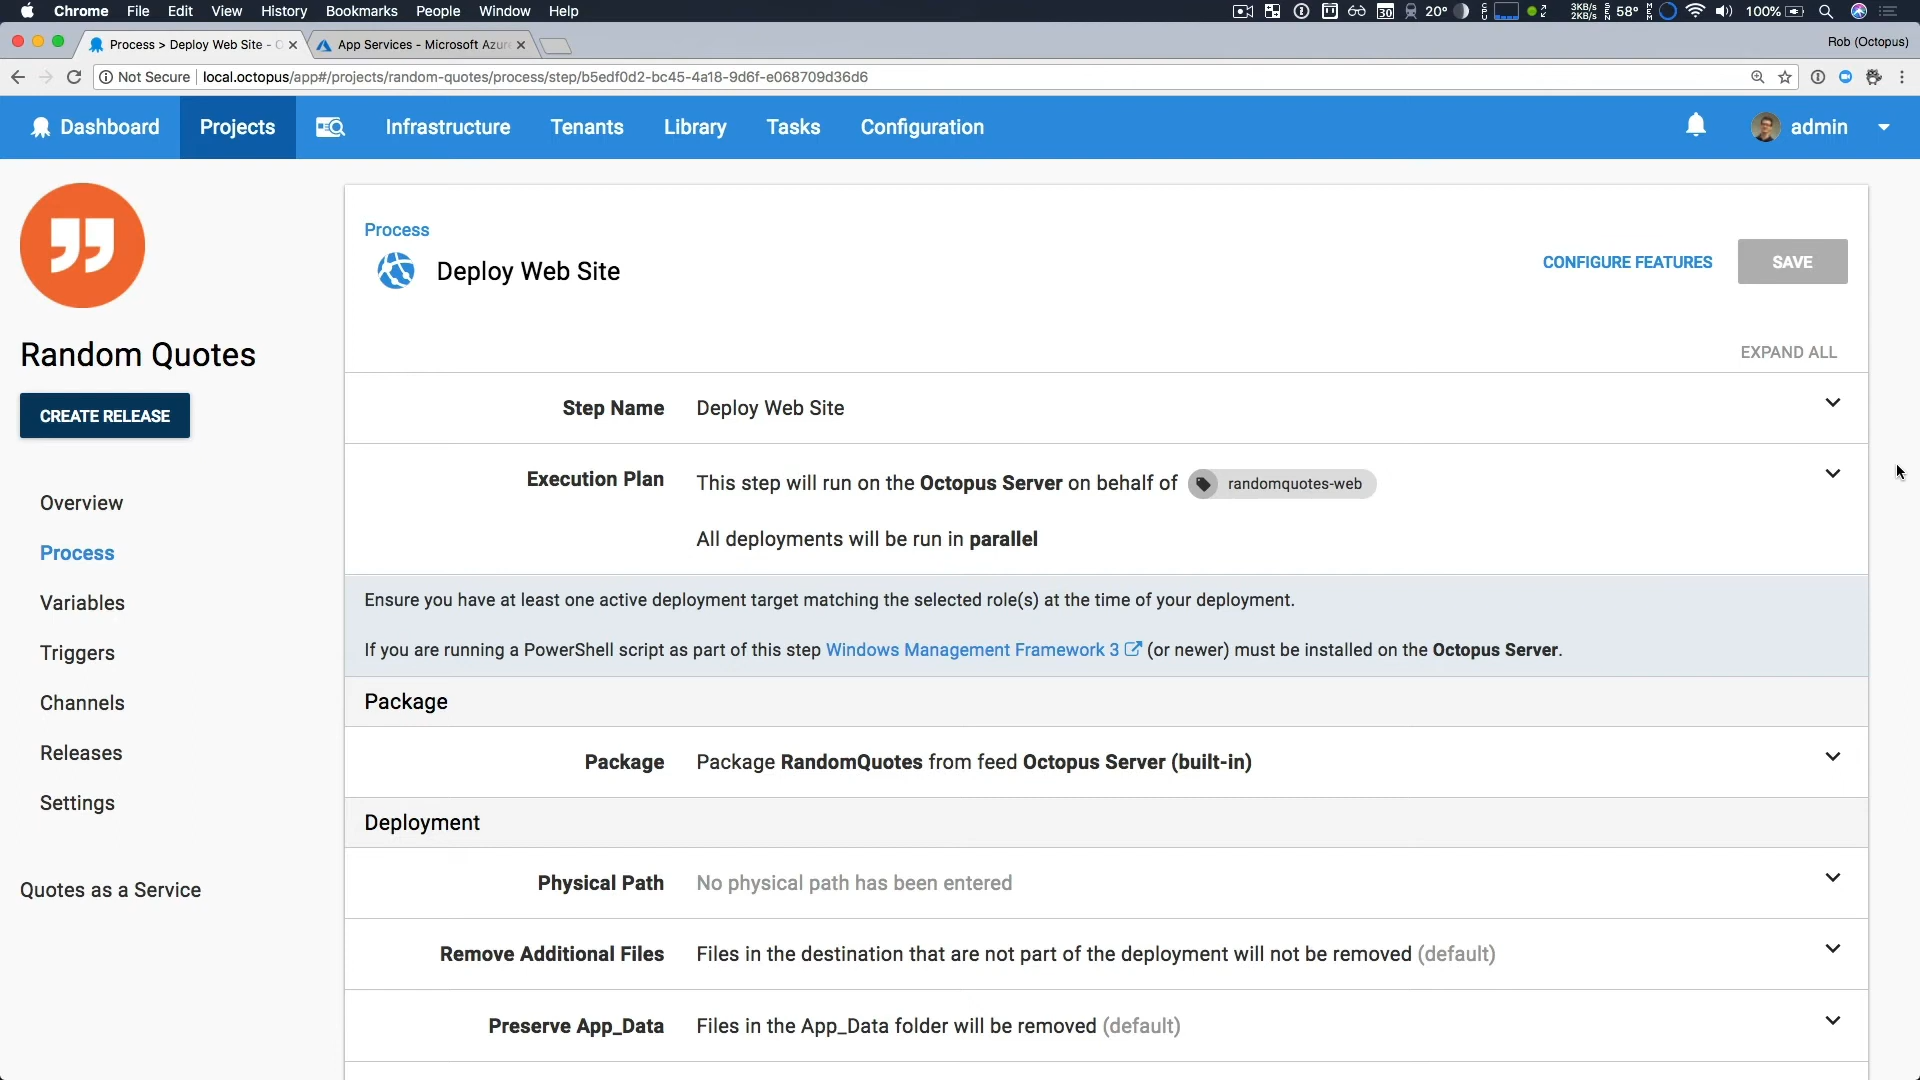 Chrome File Edit View History Bookmarks People Window Help 30 20° 3KB/s 2KB/s 58° 100%
Process > Deploy Web Site - App Services - Microsoft Azur Rob (Octopus)
Not Secure local.octopus/app#/projects/random-quotes/process/step/b5edf0d2-bc45-4a18-9d6f-e068709d36d6
Dashboard Projects Infrastructure Tenants Library Tasks Configuration admin
Process
Deploy Web Site
CONFIGURE FEATURES SAVE
EXPAND ALL
Random Quotes
CREATE RELEASE
Overview
Process
Variables
Triggers
Channels
Releases
Settings
Quotes as a Service
Step Name Deploy Web Site
Execution Plan This step will run on the Octopus Server on behalf of randomquotes-web
All deployments will be run in parallel
Ensure you have at least one active deployment target matching the selected role(s) at the time of your deployment.
If you are running a PowerShell script as part of this step Windows Management Framework 3 (or newer) must be installed on the Octopus Server.
Package
Package Package RandomQuotes from feed Octopus Server (built-in)
Deployment
Physical Path No physical path has been entered
Remove Additional Files Files in the destination that are not part of the deployment will not be removed (default)
Preserve App_Data Files in the App_Data folder will be removed (default)